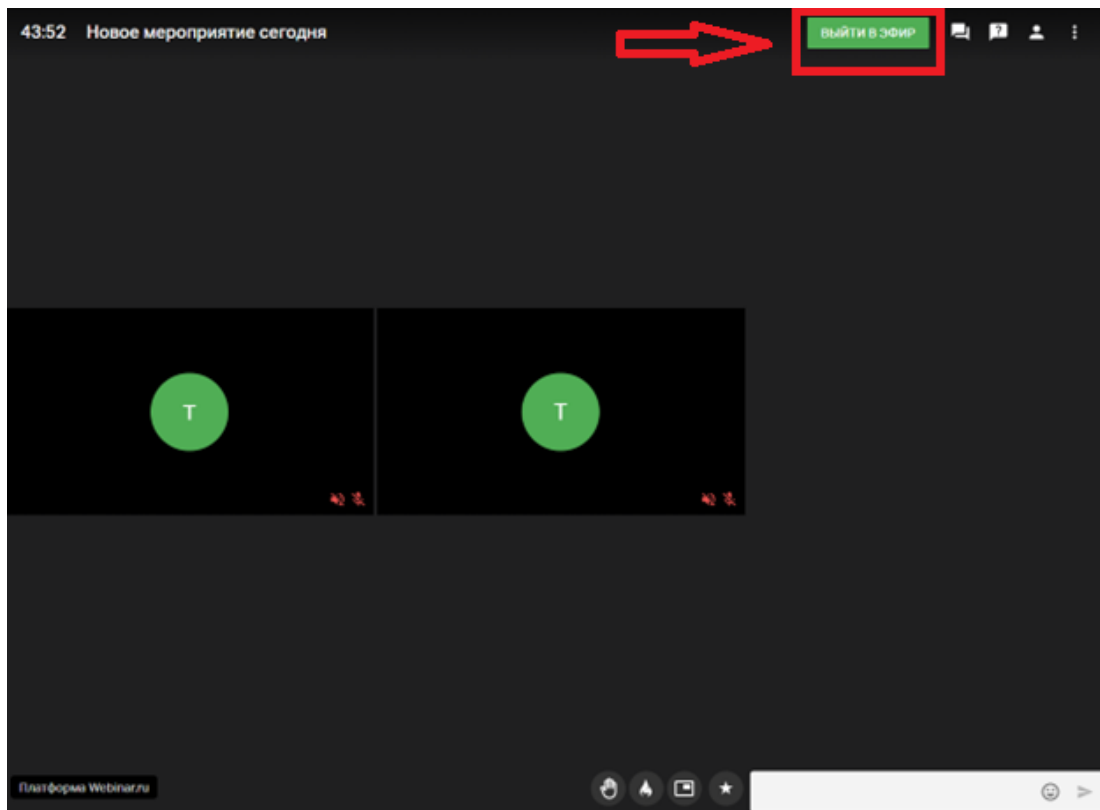 43:52 Новое мероприятие сегодня
ВЫЙТИ В ЭФИР
?
T
T
Платформа Webinar.ru